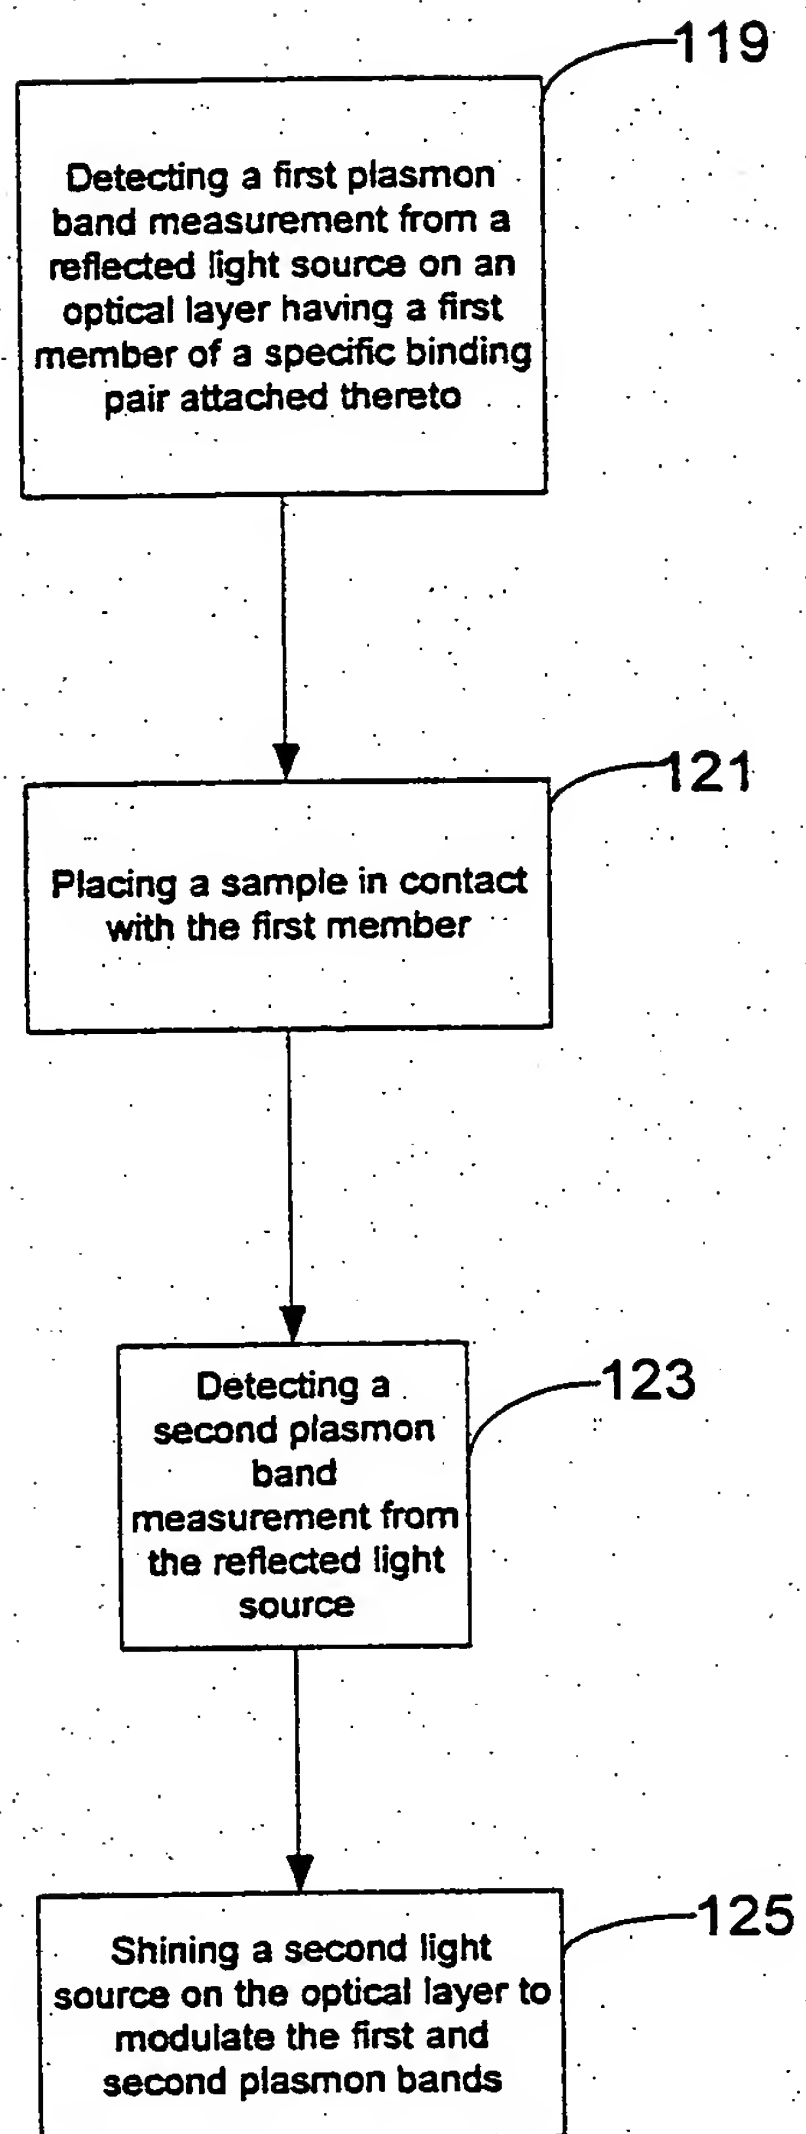 119
Detecting a first plasmon
band measurement from a
reflected light source on an
optical layer having a first
member of a specific binding
pair attached thereto
121
Placing a sample in contact
with the first member
123
Detecting a
second plasmon
band
measurement from
the reflected light
source
125
Shining a second light
source on the optical layer to
modulate the first and
second plasmon bands